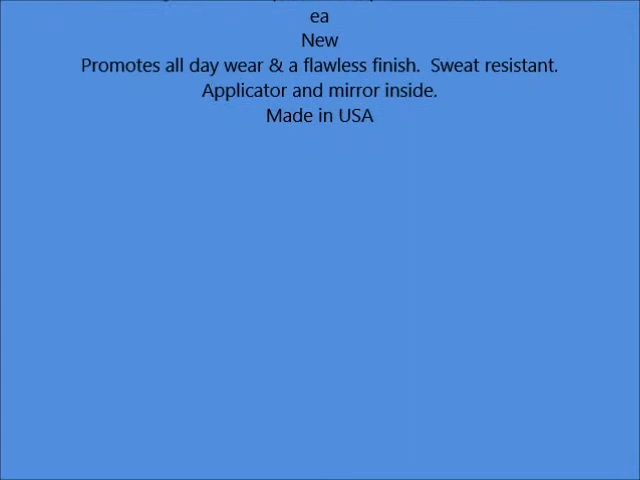 ea
New
Promotes all day wear & a flawless finish.  Sweat resistant.
Applicator and mirror inside.
Made in USA